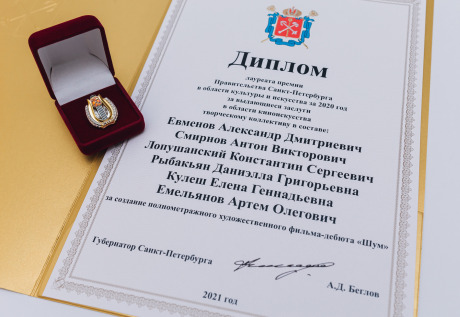 Диплом
лауреата премии
Правительства Санкт-Петербурга
в области культуры и искусства за 2020 год
за выдающиеся заслуги
в области киноискусства
творческому коллективу в составе:
Евменов Александр Дмитриевич
Смирнов Антон Викторович
Лопушанский Константин Сергеевич
Рыбакьян Даниэлла Григорьевна
Кулеш Елена Геннадьевна
Емельянов Артем Олегович
за создание полнометражного художественного фильма-дебюта «Шум»
Губернатор Санкт-Петербурга
А.Д. Беглов
2021 год